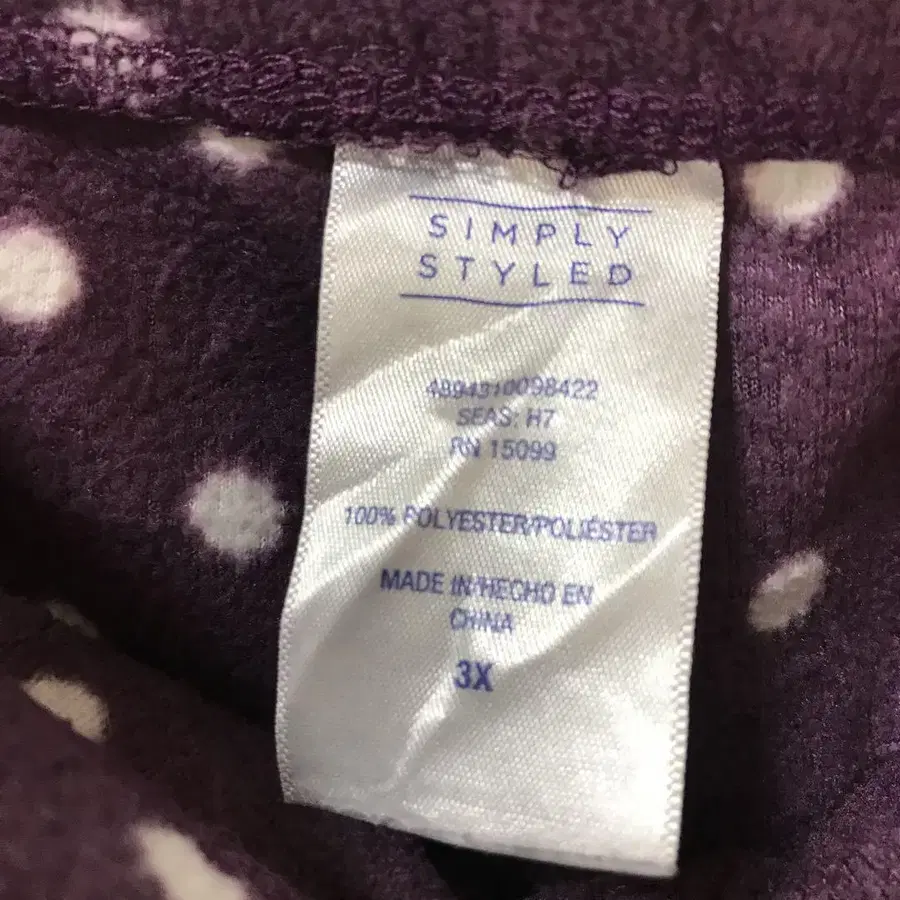 SIMPLY
STYLED
4894310098422
SEAS: H7
RN 15099
100% POLYESTER/POLIÉSTER
MADE IN/HECHO EN
CHINA
3X